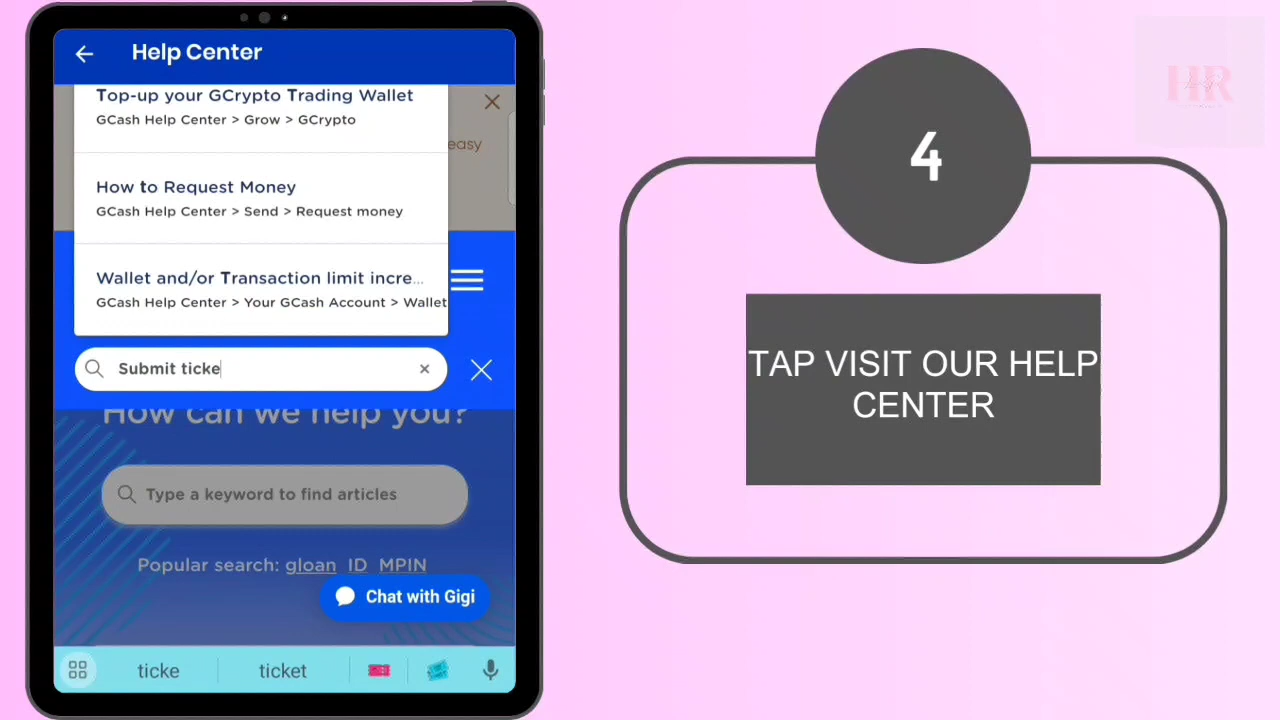 Help Center
Top-up your GCrypto Trading Wallet
GCash Help Center > Grow > GCrypto
easy
How to Request Money
GCash Help Center > Send > Request money
Wallet and/or Transaction limit incre...
GCash Help Center > Your GCash Account > Wallet
Submit ticke
How can we help you?
Type a keyword to find articles
Popular search: gloan ID MPIN
Chat with Gigi
ticke
ticket
4
TAP VISIT OUR HELP
CENTER
HR